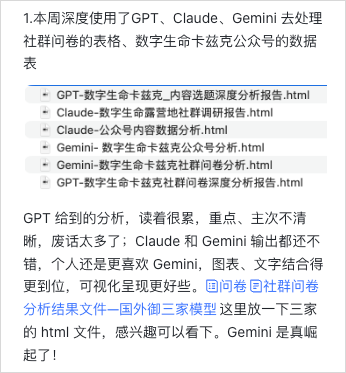 1.本周深度使用了GPT、Claude、Gemini 去处理
社群问卷的表格、数字生命卡兹克公众号的数据
表
GPT-数字生命卡兹克_内容选题深度分析报告.html
Claude-数字生命露营地社群调研报告.html
Claude-公众号内容数据分析.html
Gemini- 数字生命卡兹克公众号分析.html
Gemini-数字生命卡兹克社群问卷分析.html
GPT-数字生命卡兹克社群问卷深度分析报告.html
GPT 给到的分析，读着很累，重点、主次不清
晰，废话太多了；Claude 和 Gemini 输出都还不
错，个人还是更喜欢 Gemini，图表、文字结合得
更到位，可视化呈现更好些。问卷 社群问卷
分析结果文件—国外御三家模型 这里放一下三家
的 html 文件，感兴趣可以看下。Gemini 是真崛
起了！